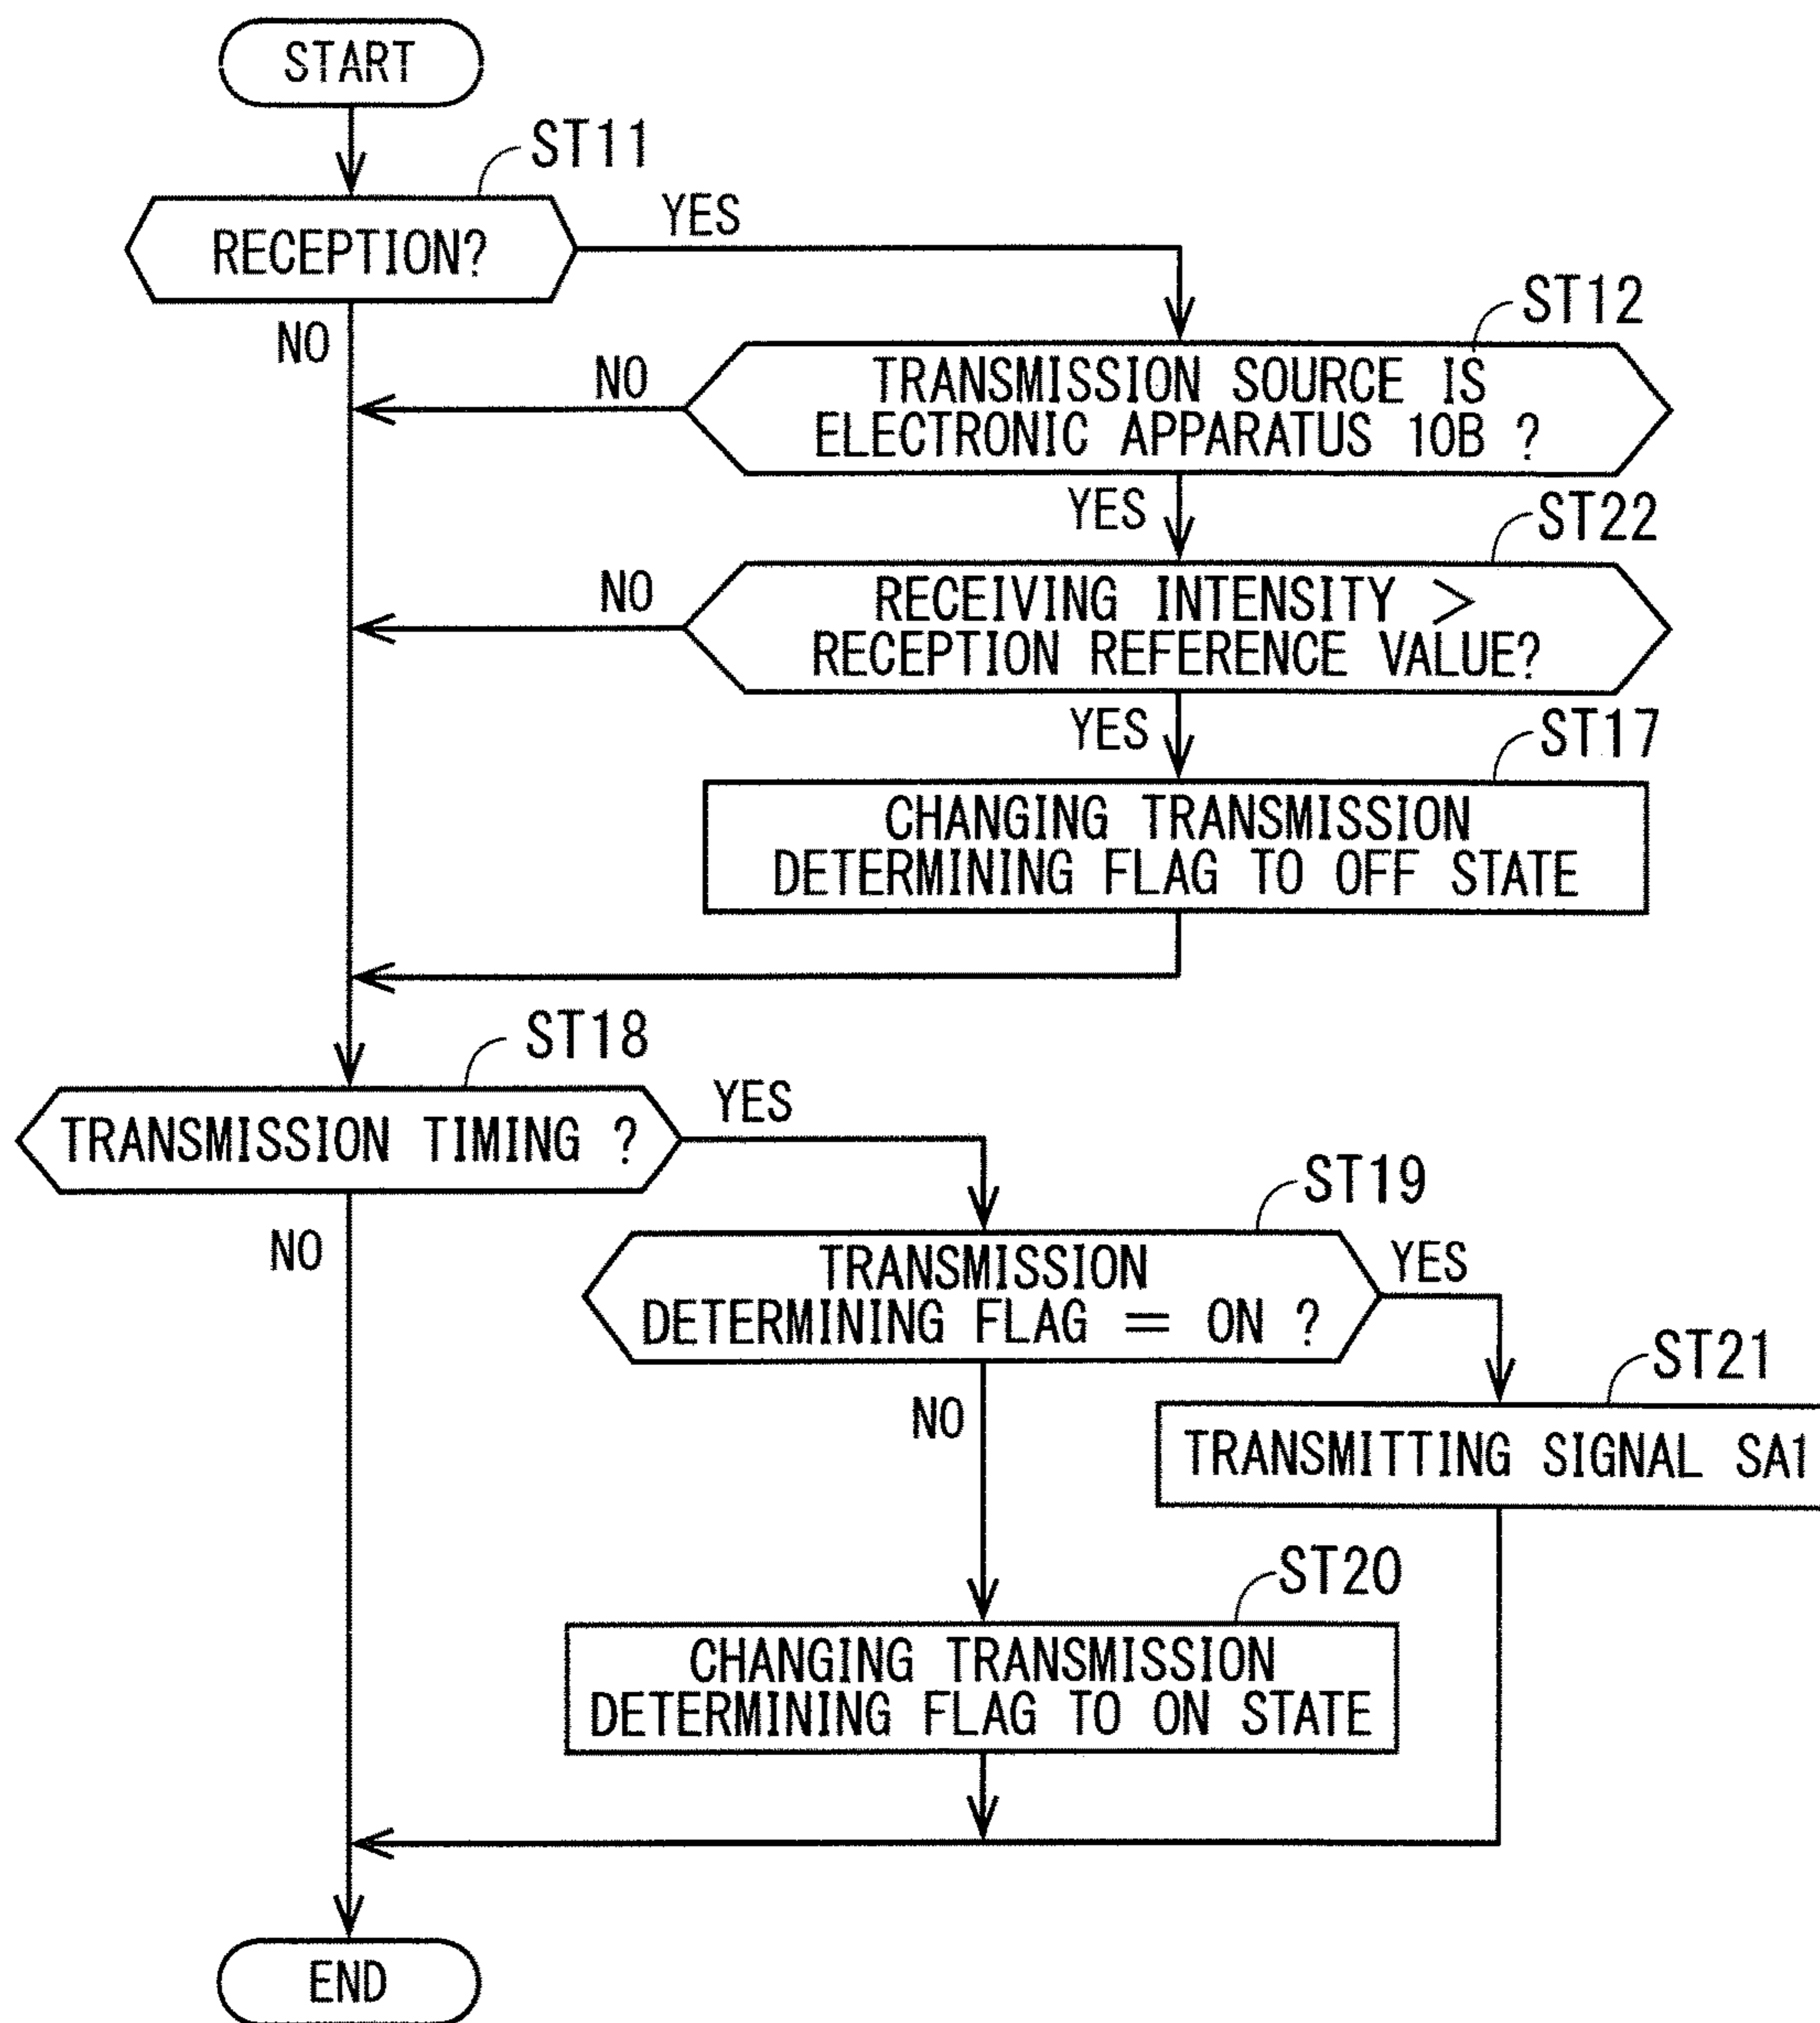 START
ST11
RECEPTION?
YES
NO
ST12
TRANSMISSION SOURCE IS
ELECTRONIC APPARATUS 10B ?
NO
YES
ST22
RECEIVING INTENSITY >
RECEPTION REFERENCE VALUE?
NO
YES
ST17
CHANGING TRANSMISSION
DETERMINING FLAG TO OFF STATE
ST18
TRANSMISSION TIMING ?
YES
NO
ST19
TRANSMISSION
DETERMINING FLAG = ON ?
YES
NO
ST21
TRANSMITTING SIGNAL SA1
ST20
CHANGING TRANSMISSION
DETERMINING FLAG TO ON STATE
END